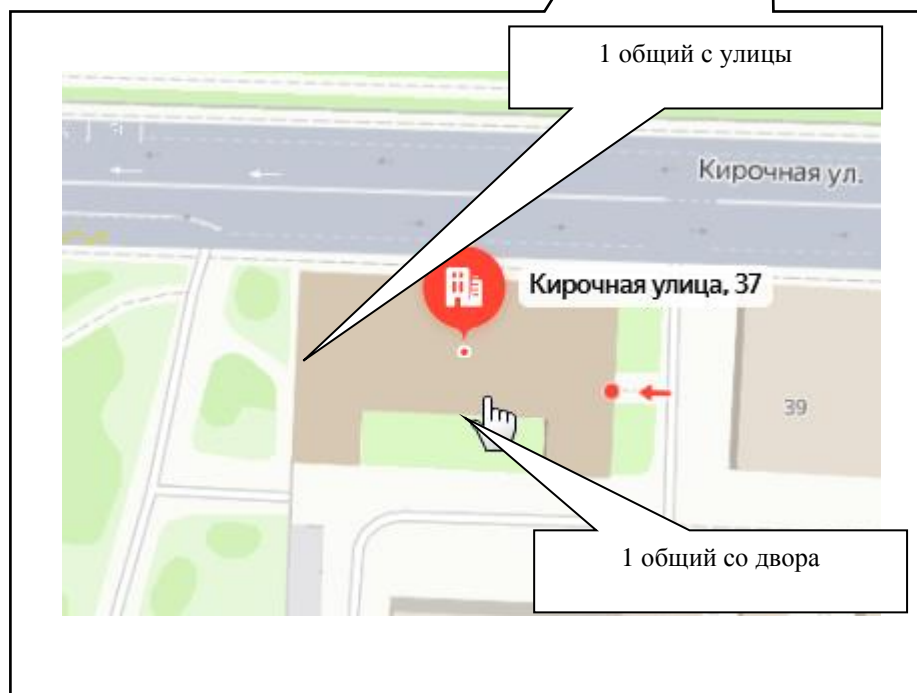 1 общий с улицы
Кирочная ул.
Кирочная улица, 37
39
1 общий со двора